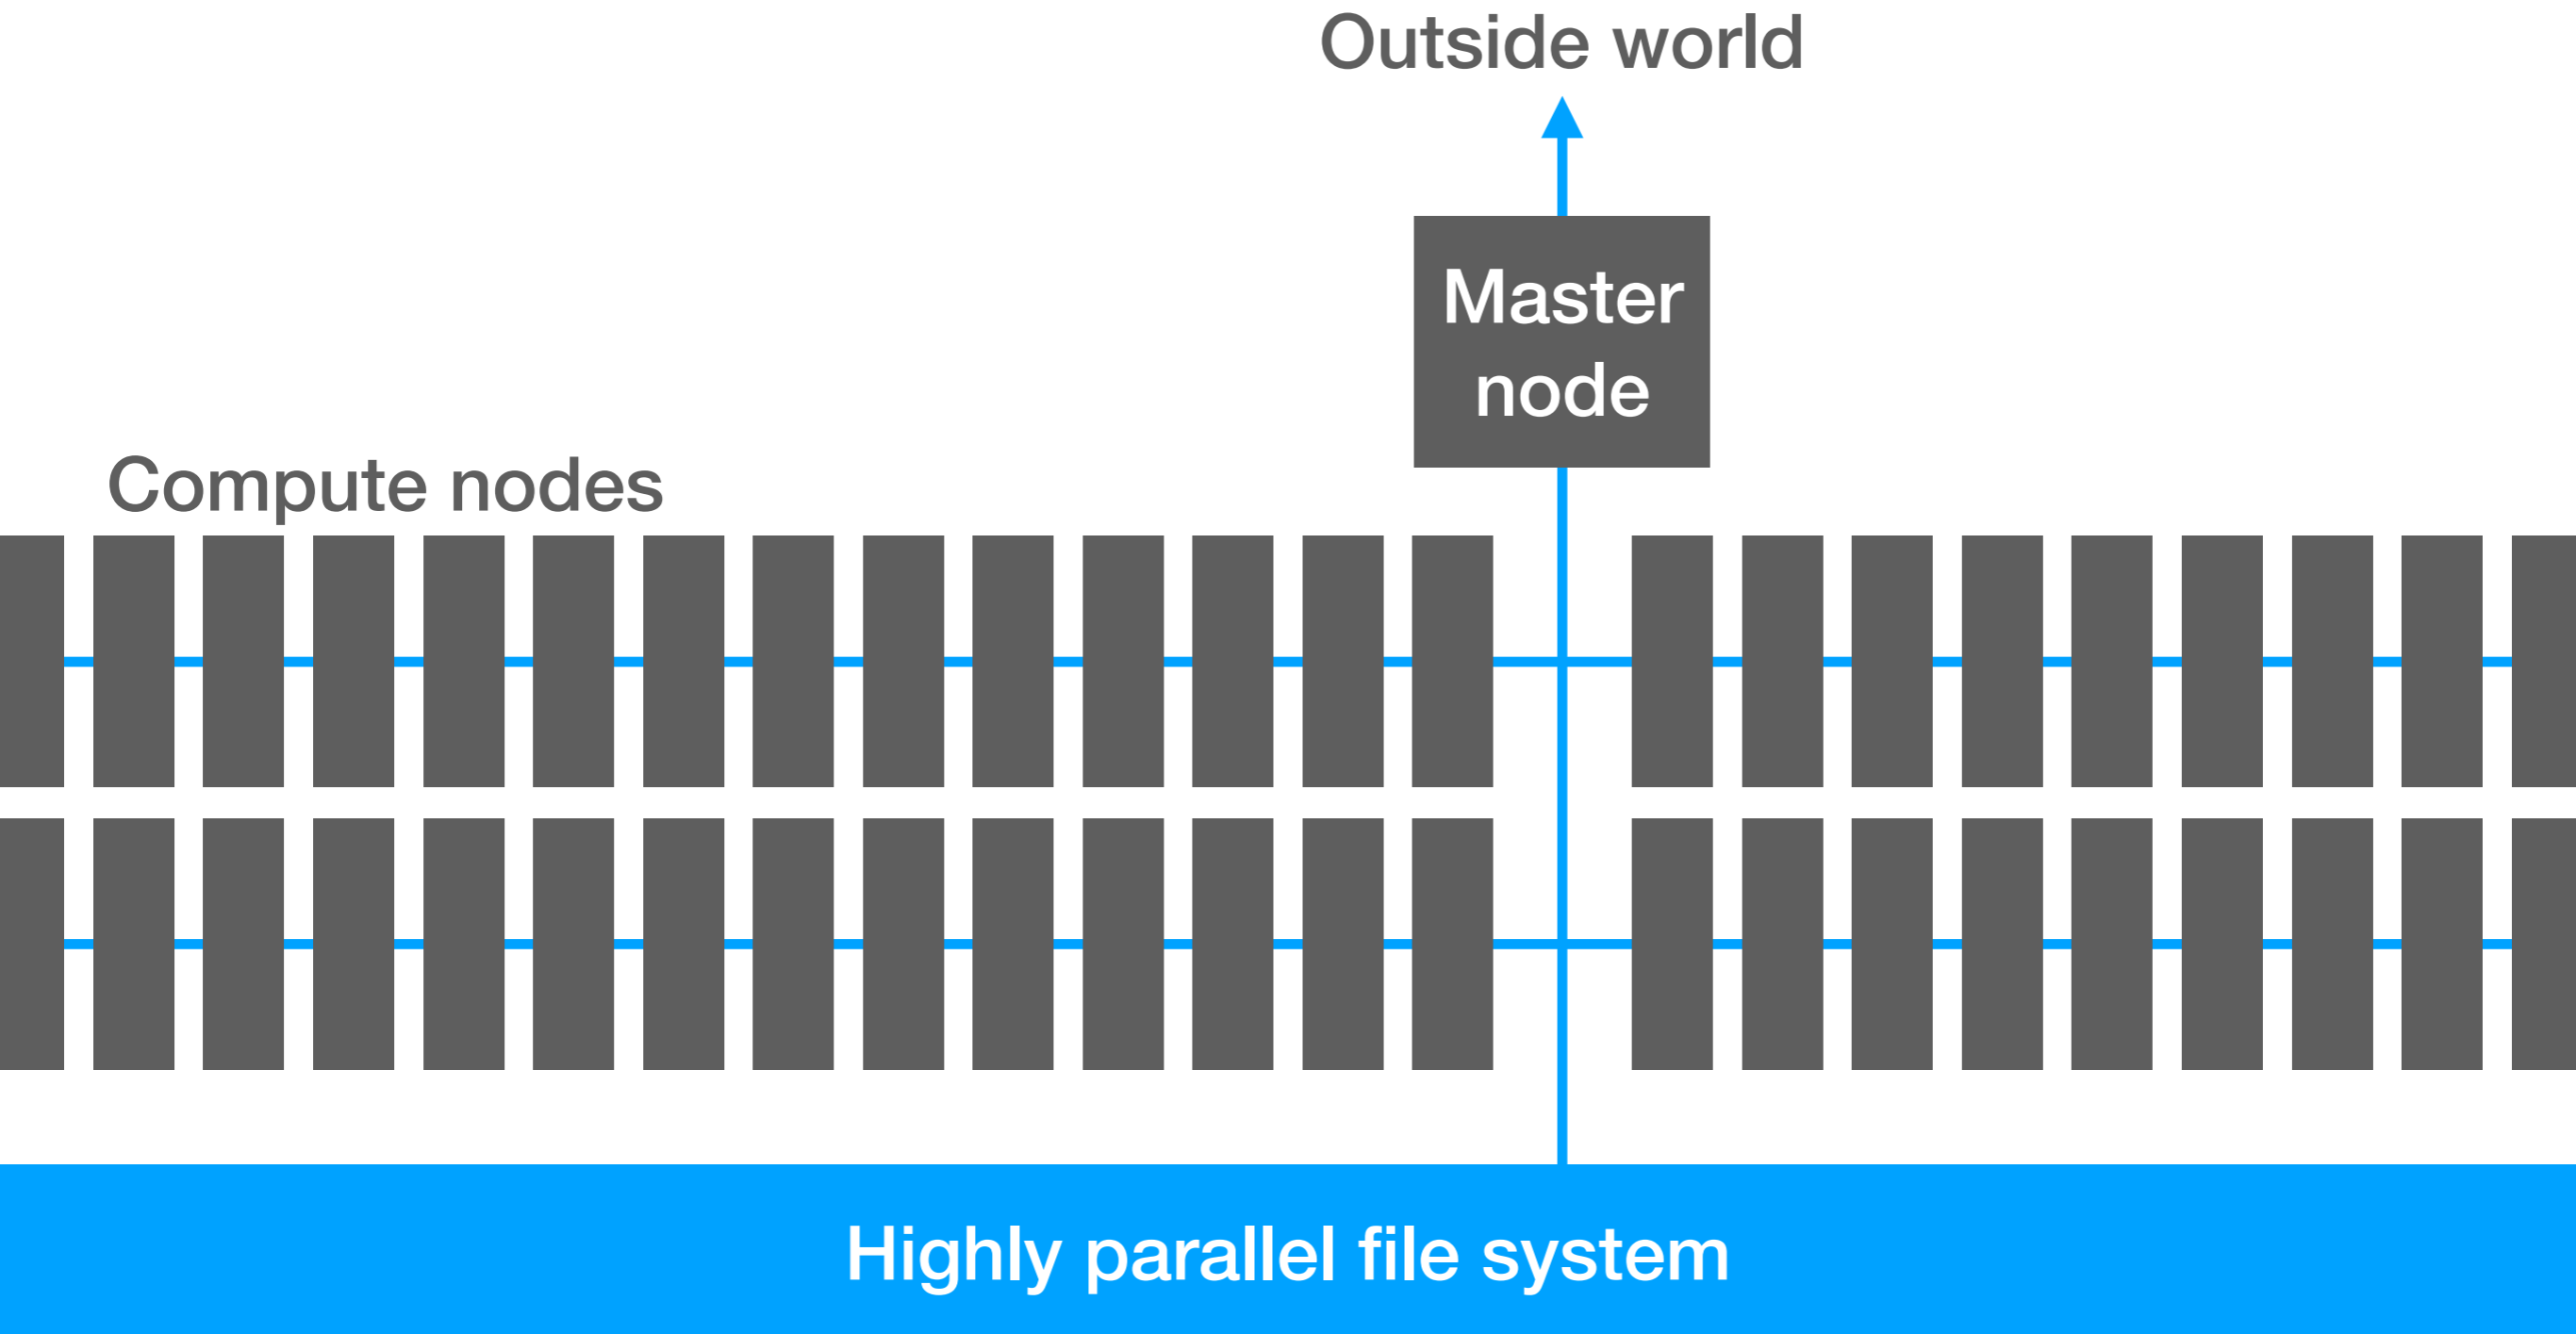 Outside world
Master
node
Compute nodes
Highly parallel file system